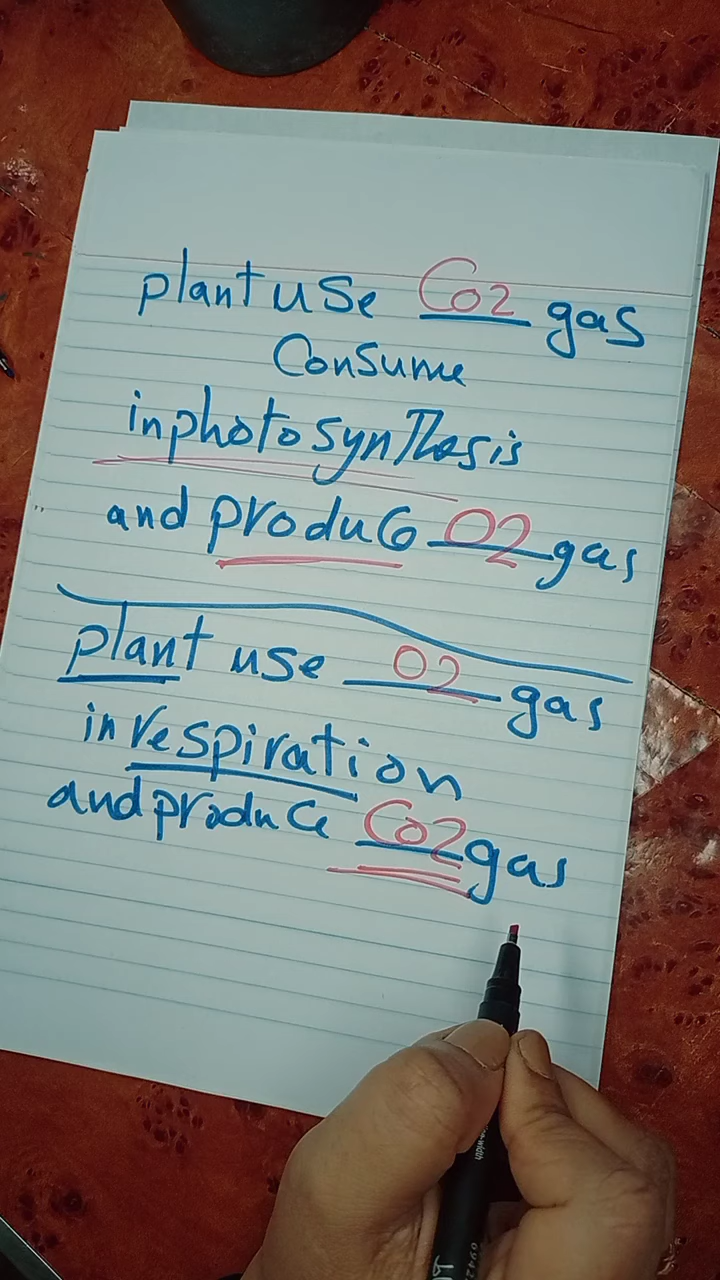 plant use Co2 gas
Consume
in photosynthesis
and produce O2 gas
plant use O2 gas
in respiration
and produce Co2 gas